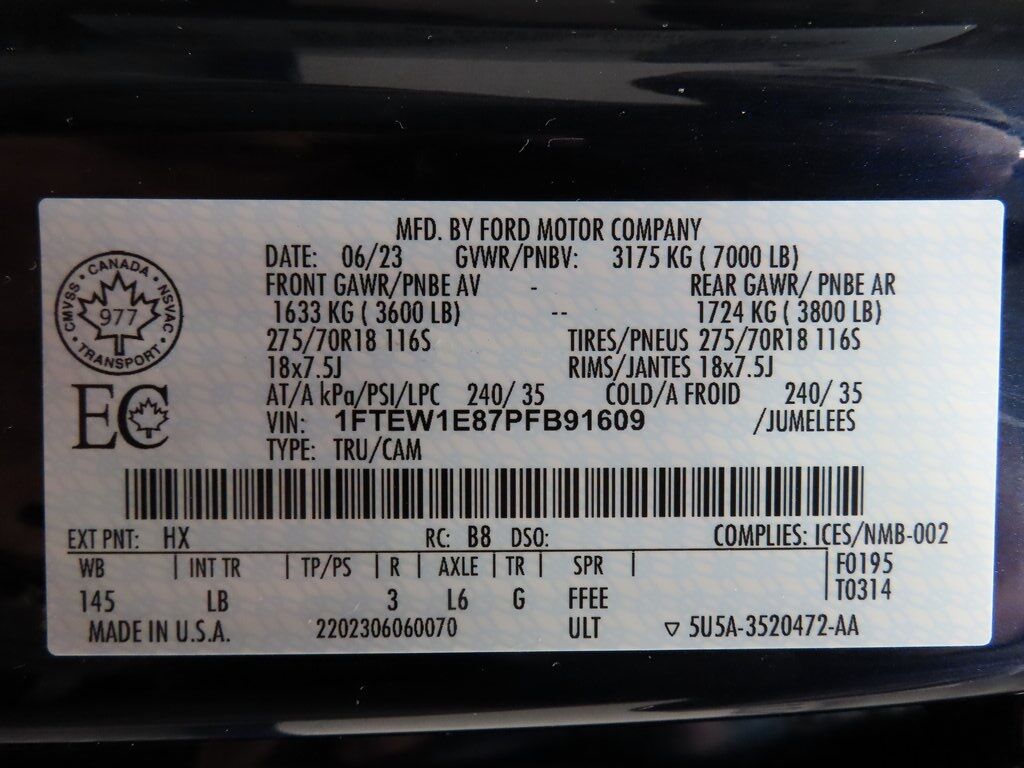 MFD. BY FORD MOTOR COMPANY
DATE: 06/23 GVWR/PNBV: 3175 KG ( 7000 LB)
FRONT GAWR/PNBE AV - REAR GAWR/ PNBE AR
1633 KG ( 3600 LB) -- 1724 KG ( 3800 LB)
275/70R18 116S TIRES/PNEUS 275/70R18 116S
18x7.5J RIMS/JANTES 18x7.5J
AT/A kPa/PSI/LPC 240/ 35 COLD/A FROID 240/ 35
VIN: 1FTEW1E87PFB91609 /JUMELEES
TYPE: TRU/CAM
CANADA · NSVAC · TRANSPORT · CMVSS ·
977
EC
EXT PNT: HX RC: B8 DSO: COMPLIES: ICES/NMB-002
WB | INT TR | TP/PS | R | AXLE | TR | SPR | F0195
T0314
145 LB 3 L6 G FFEE
MADE IN U.S.A. 2202306060070 ULT ▽ 5U5A-3520472-AA